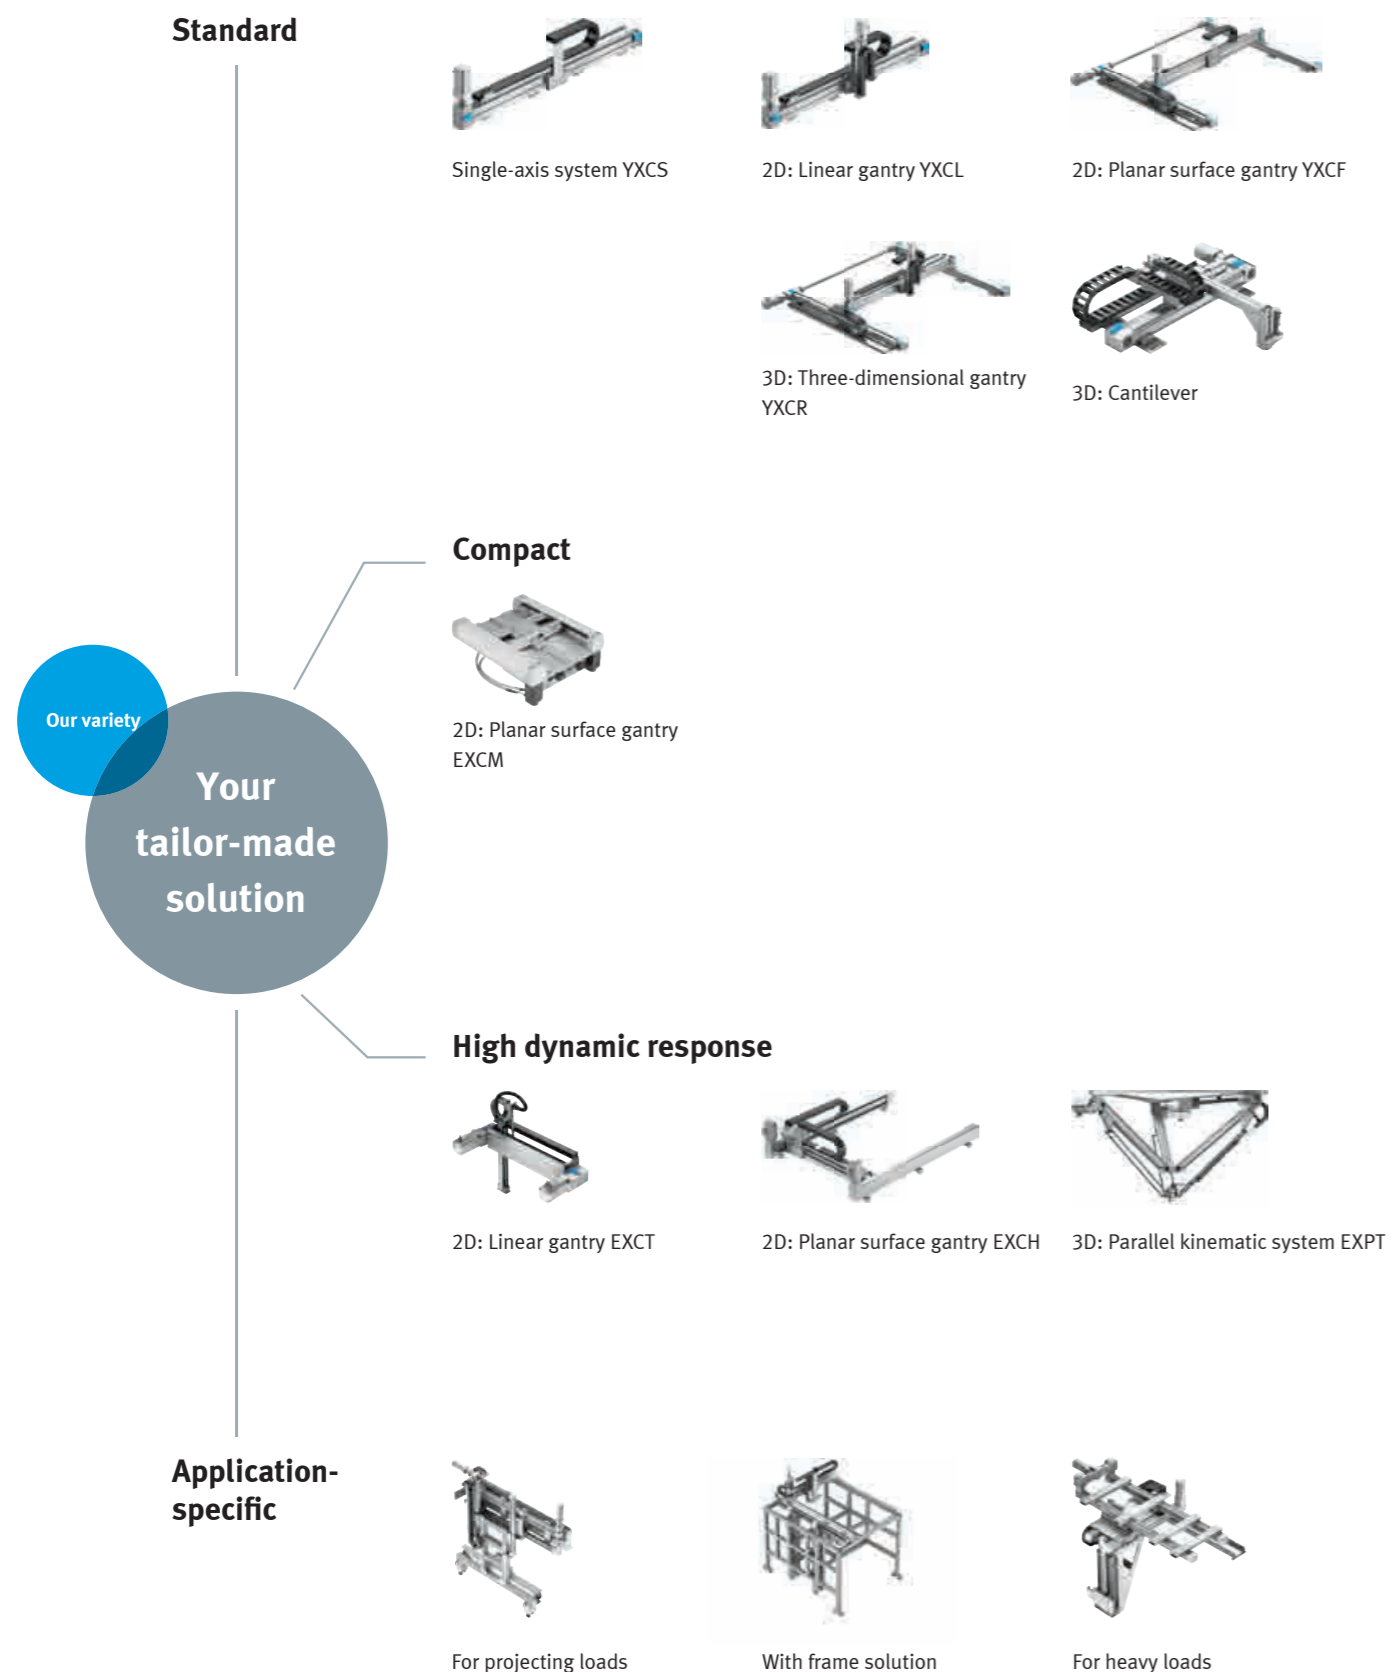 Standard
Single-axis system YXCS
2D: Linear gantry YXCL
2D: Planar surface gantry YXCF
3D: Three-dimensional gantry
YXCR
3D: Cantilever
Compact
2D: Planar surface gantry
EXCM
Our variety
Your
tailor-made
solution
High dynamic response
2D: Linear gantry EXCT
2D: Planar surface gantry EXCH
3D: Parallel kinematic system EXPT
Application-
specific
For projecting loads
With frame solution
For heavy loads